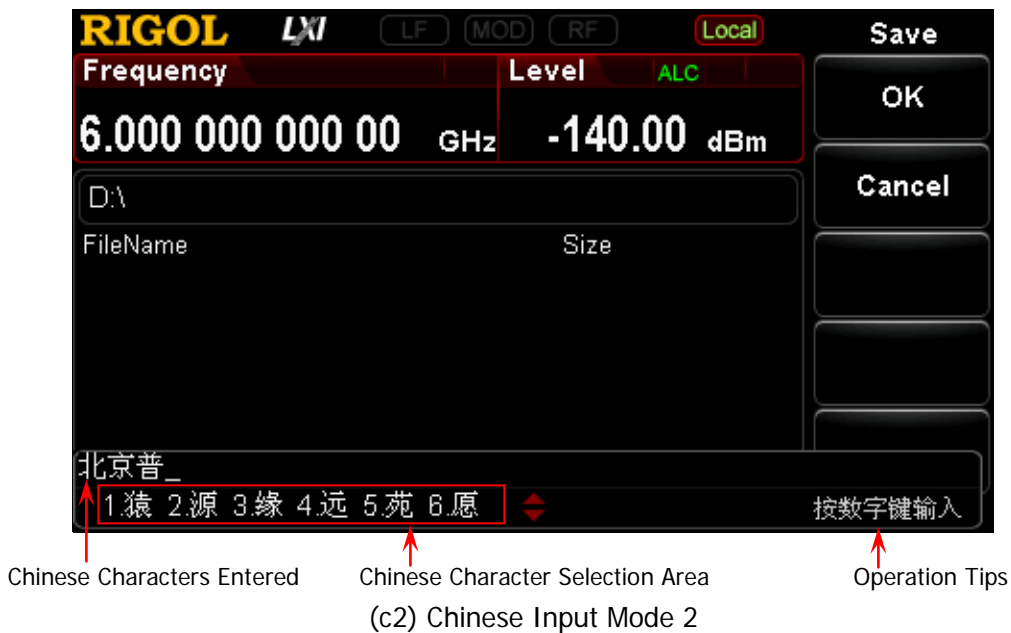 RIGOL LXI LF MOD RF Local Save
Frequency Level ALC
OK
6.000 000 000 00 GHz -140.00 dBm
Cancel
D:\
FileName Size
北京普_
1.猿 2.源 3.缘 4.远 5.苑 6.愿 按数字键输入
Chinese Characters Entered Chinese Character Selection Area Operation Tips
(c2) Chinese Input Mode 2